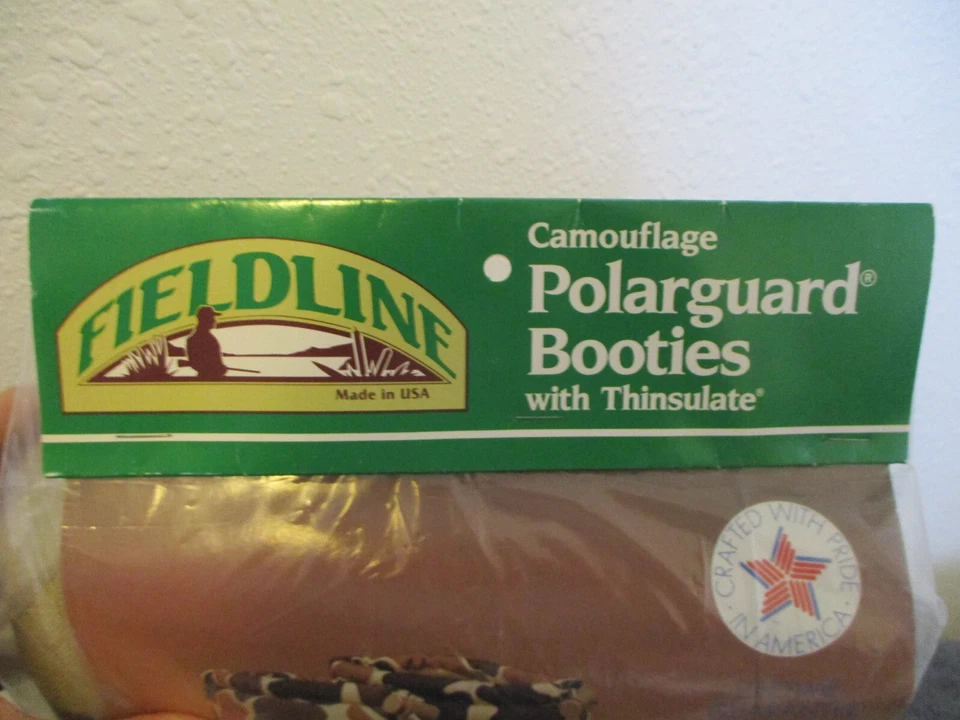 FIELDLINE
Made in USA
Camouflage
Polarguard®
Booties
with Thinsulate®
CRAFTED WITH PRIDE
· IN AMERICA ·